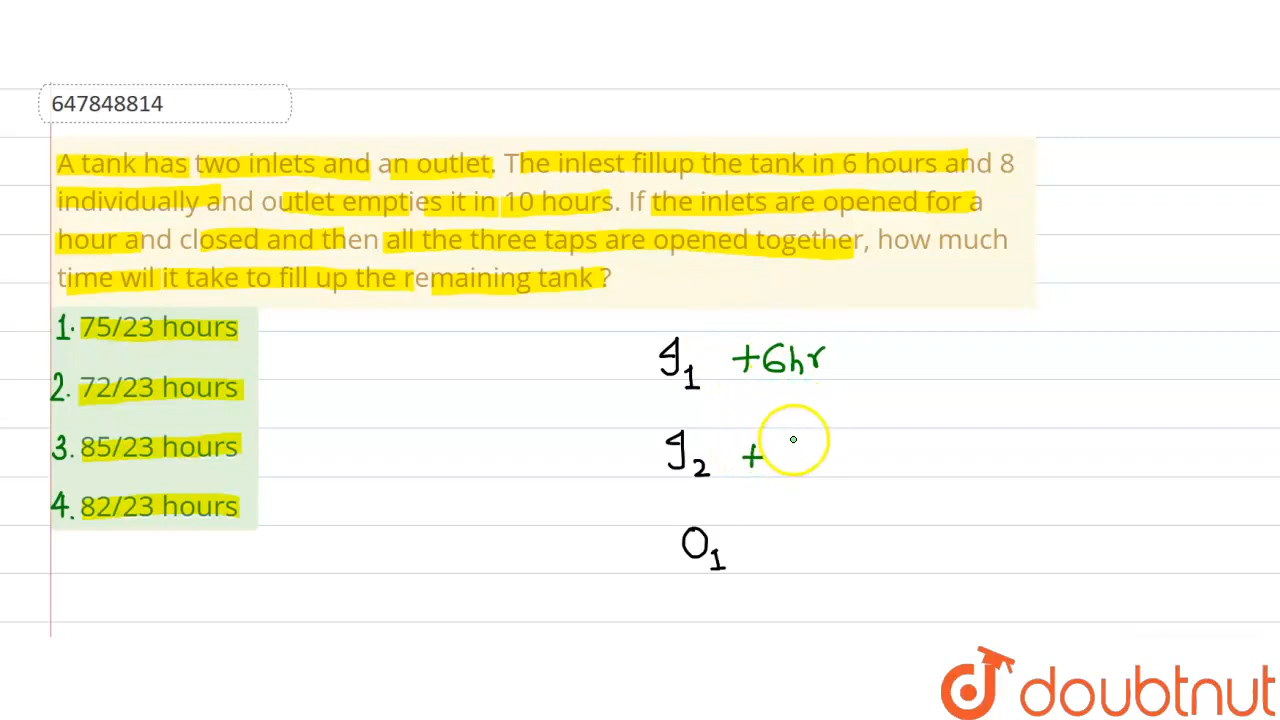 647848814
A tank has two inlets and an outlet. The inlest fillup the tank in 6 hours and 8
individually and outlet empties it in 10 hours. If the inlets are opened for a
hour and closed and then all the three taps are opened together, how much
time wil it take to fill up the remaining tank ?
1. 75/23 hours
2. 72/23 hours
3. 85/23 hours
4. 82/23 hours
I1 +6hr
I2 +
O1
doubtnut